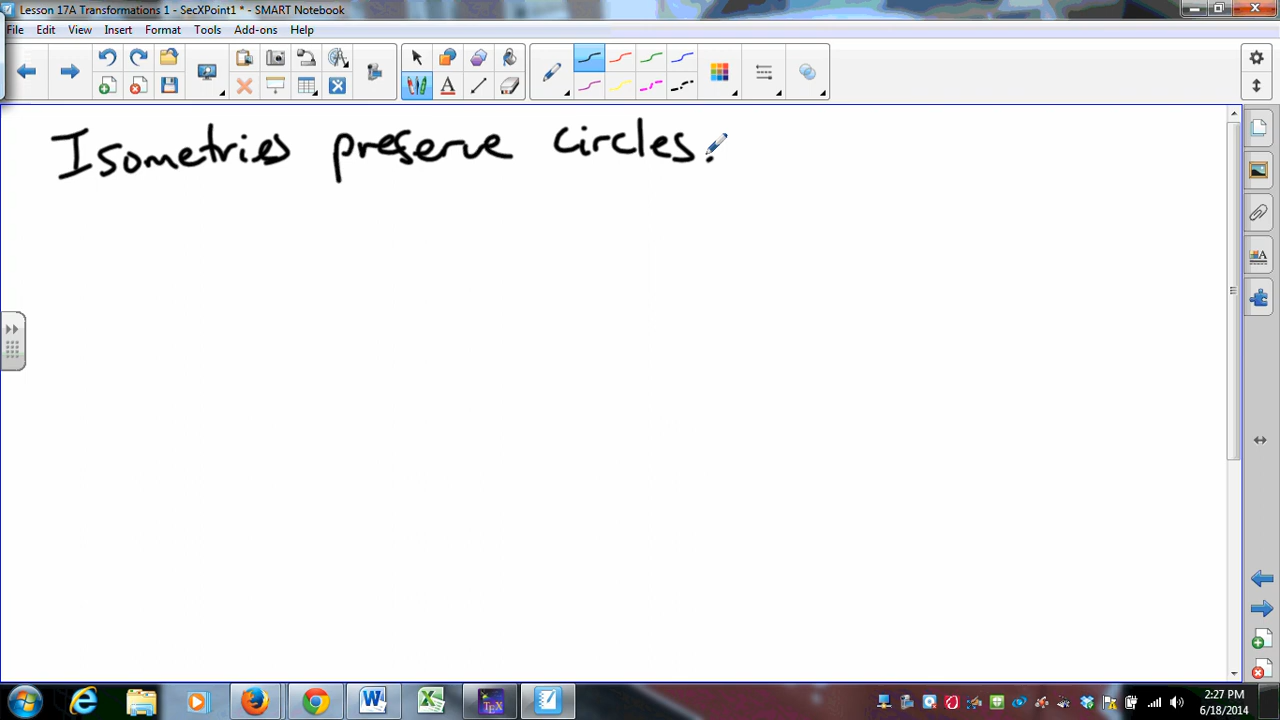 Lesson 17A Transformations 1 - SecXPoint1 * - SMART Notebook
File Edit View Insert Format Tools Add-ons Help
Isometries preserve circles.
2:27 PM
6/18/2014